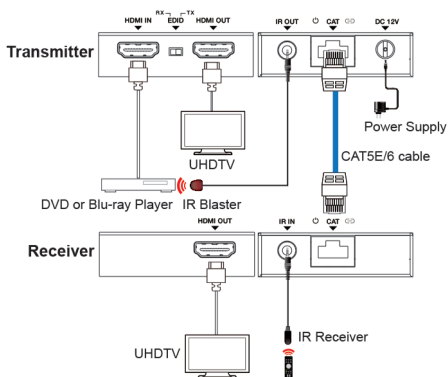 RX TX
HDMI IN EDID HDMI OUT IR OUT CAT DC 12V
Transmitter
Power Supply
UHDTV
CAT5E/6 cable
DVD or Blu-ray Player IR Blaster
HDMI OUT IR IN CAT
Receiver
IR Receiver
UHDTV